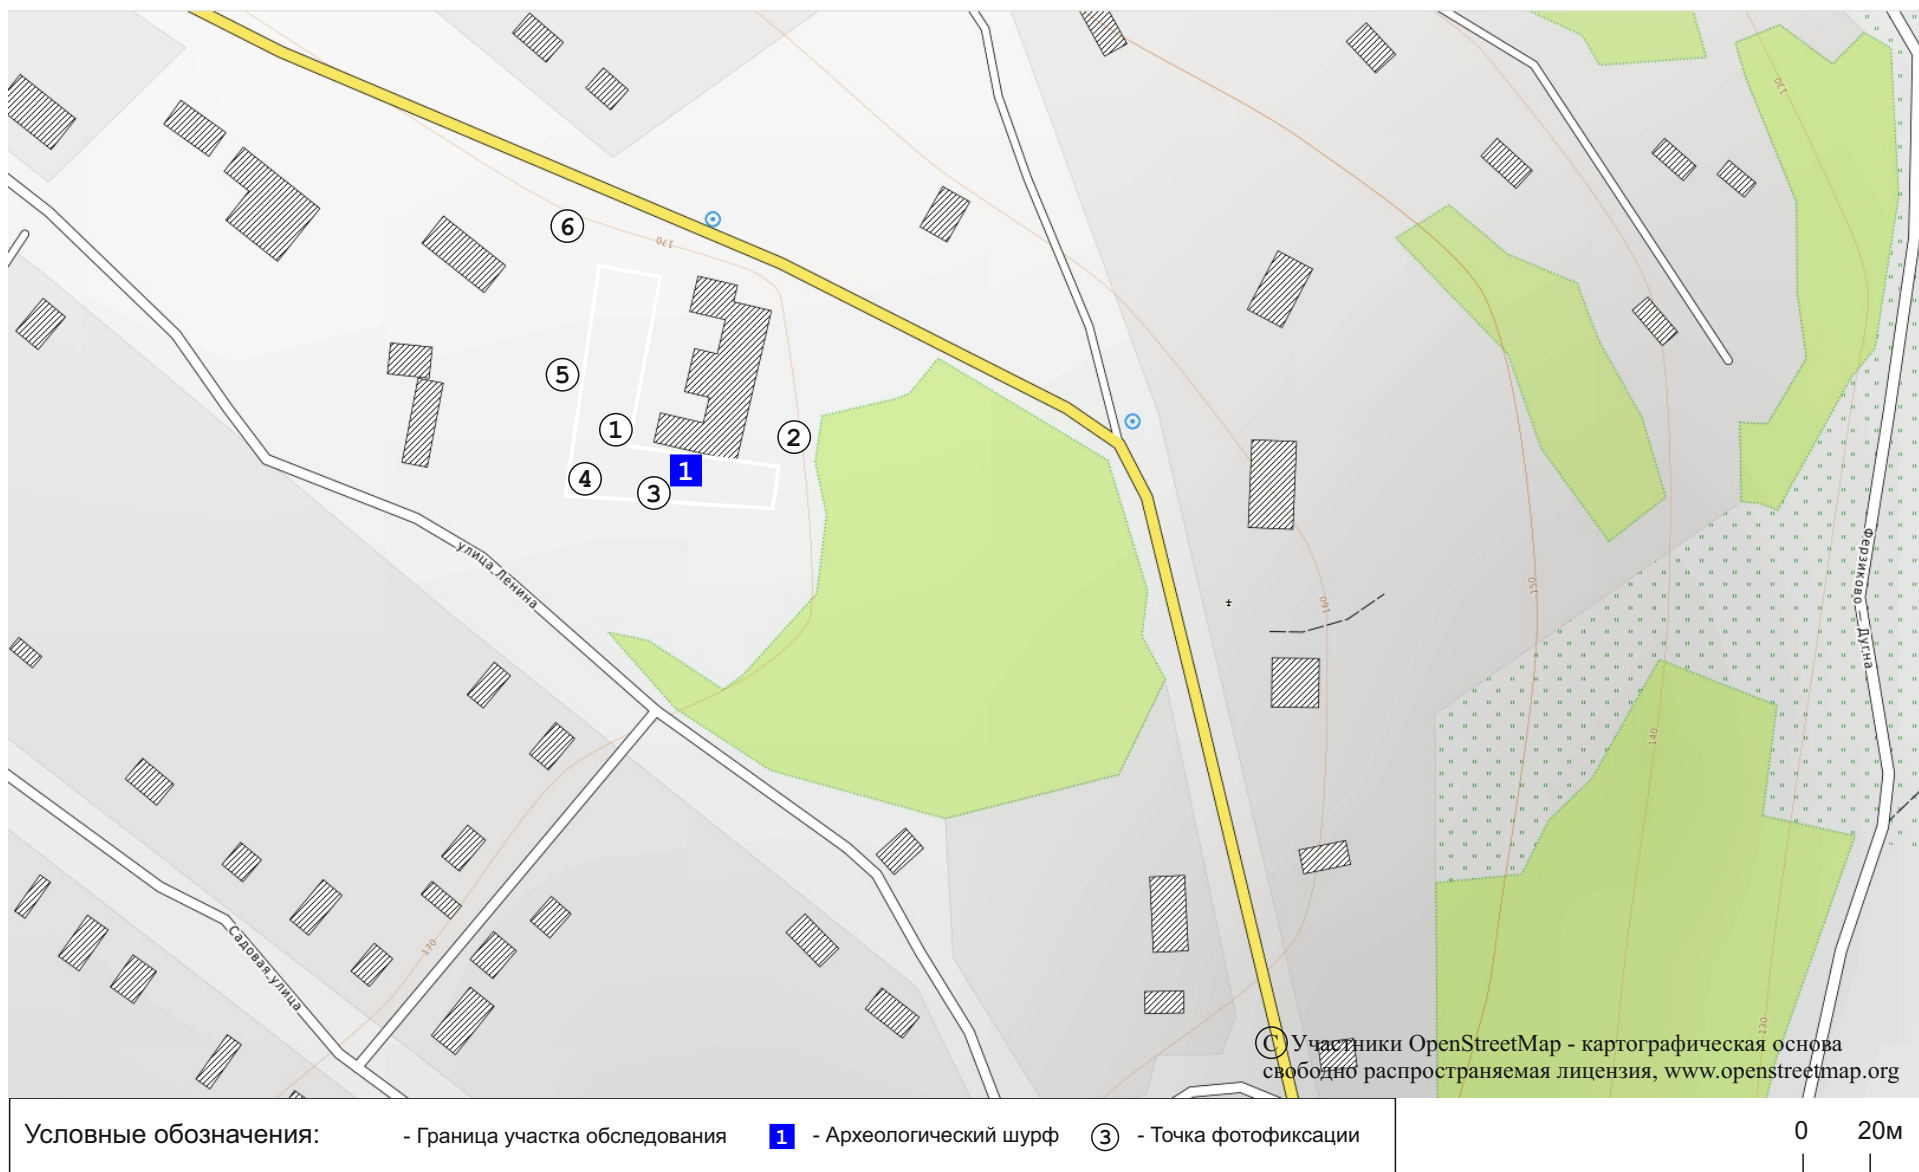 130
6
170
5
1
2
1
4
3
улица Ленина
Ферзиково — Дугна
150
160
140
170
Садовая улица
130
© Участники OpenStreetMap - картографическая основа
свободно распространяемая лицензия, www.openstreetmap.org
Условные обозначения:
- Граница участка обследования
1 - Археологический шурф
3 - Точка фотофиксации
0 20м